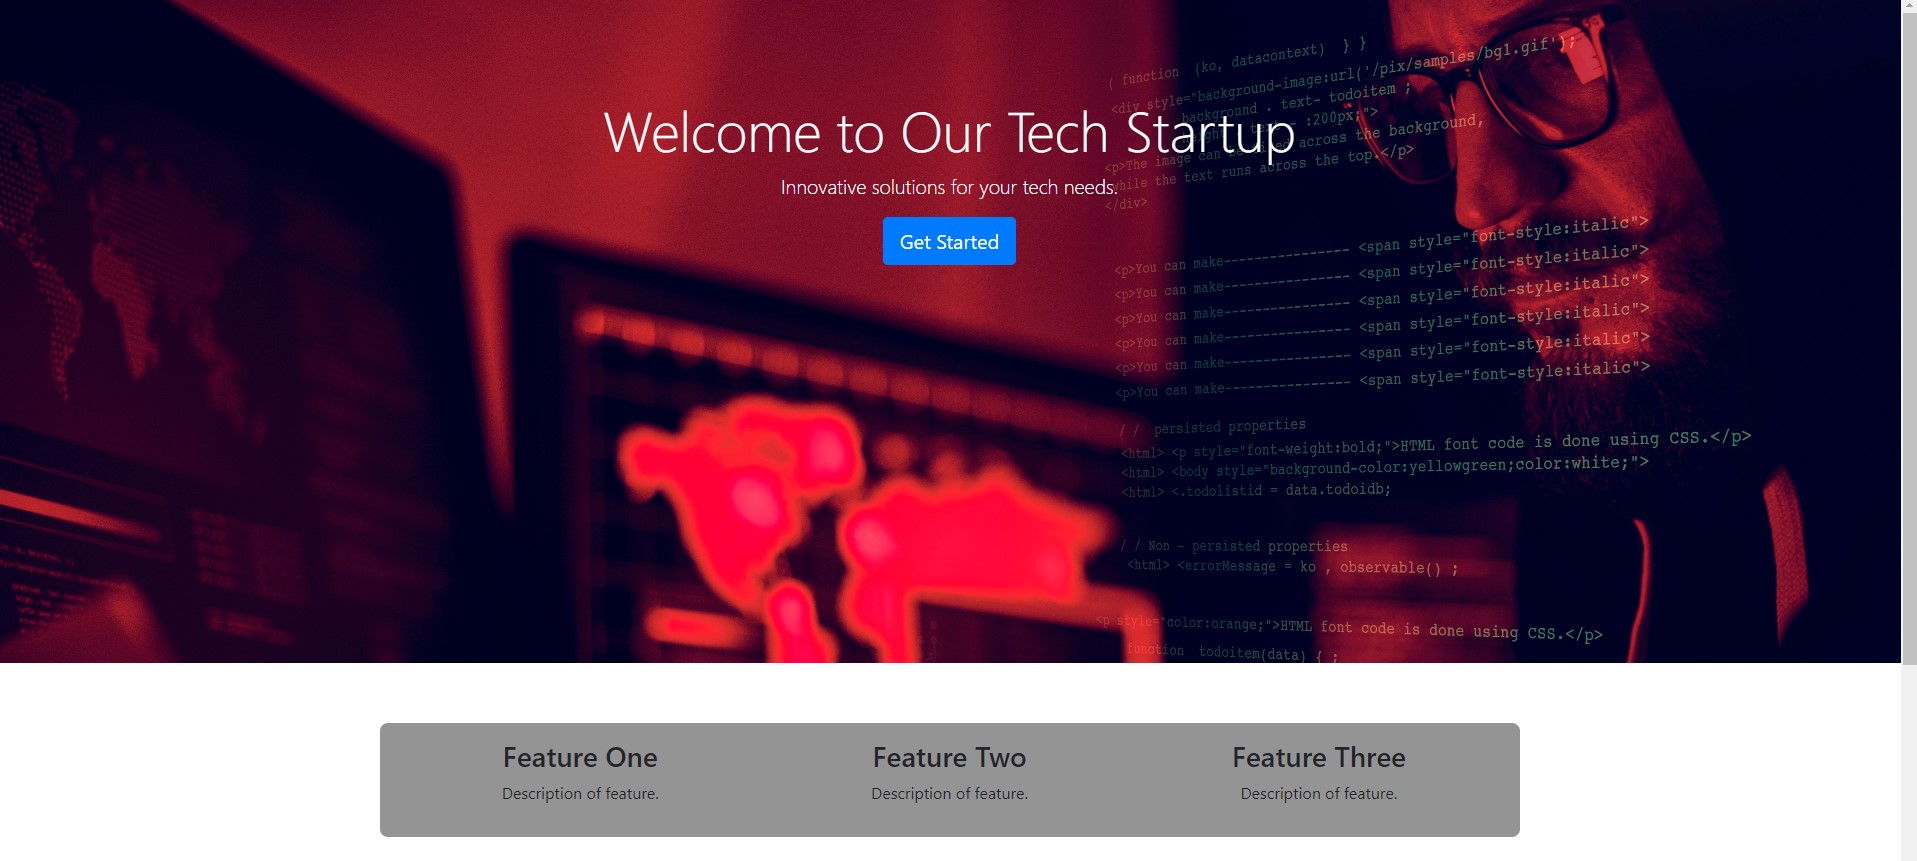 ( function (ko, datacontext) } }
<div style="background-image:url('/pix/samples/bg1.gif');
background . text- todoitem ;
:200px;">
<p>The image can be tiled across the background,
while the text runs across the top.</p>
</div>
Welcome to Our Tech Startup
Innovative solutions for your tech needs.
Get Started
<p>You can make---------------- <span style="font-style:italic">
<p>You can make---------------- <span style="font-style:italic">
<p>You can make---------------- <span style="font-style:italic">
<p>You can make---------------- <span style="font-style:italic">
<p>You can make---------------- <span style="font-style:italic">
<p>You can make---------------- <span style="font-style:italic">
/ / persisted properties
<html> <p style="font-weight:bold;">HTML font code is done using CSS.</p>
<html> <body style="background-color:yellowgreen;color:white;">
<html> <.todolistid = data.todoidb;
/ / Non - persisted properties
<html> <errorMessage = ko , observable() ;
<p style="color:orange;">HTML font code is done using CSS.</p>
function todoitem(data) { ;
Feature One
Feature Two
Feature Three
Description of feature.
Description of feature.
Description of feature.